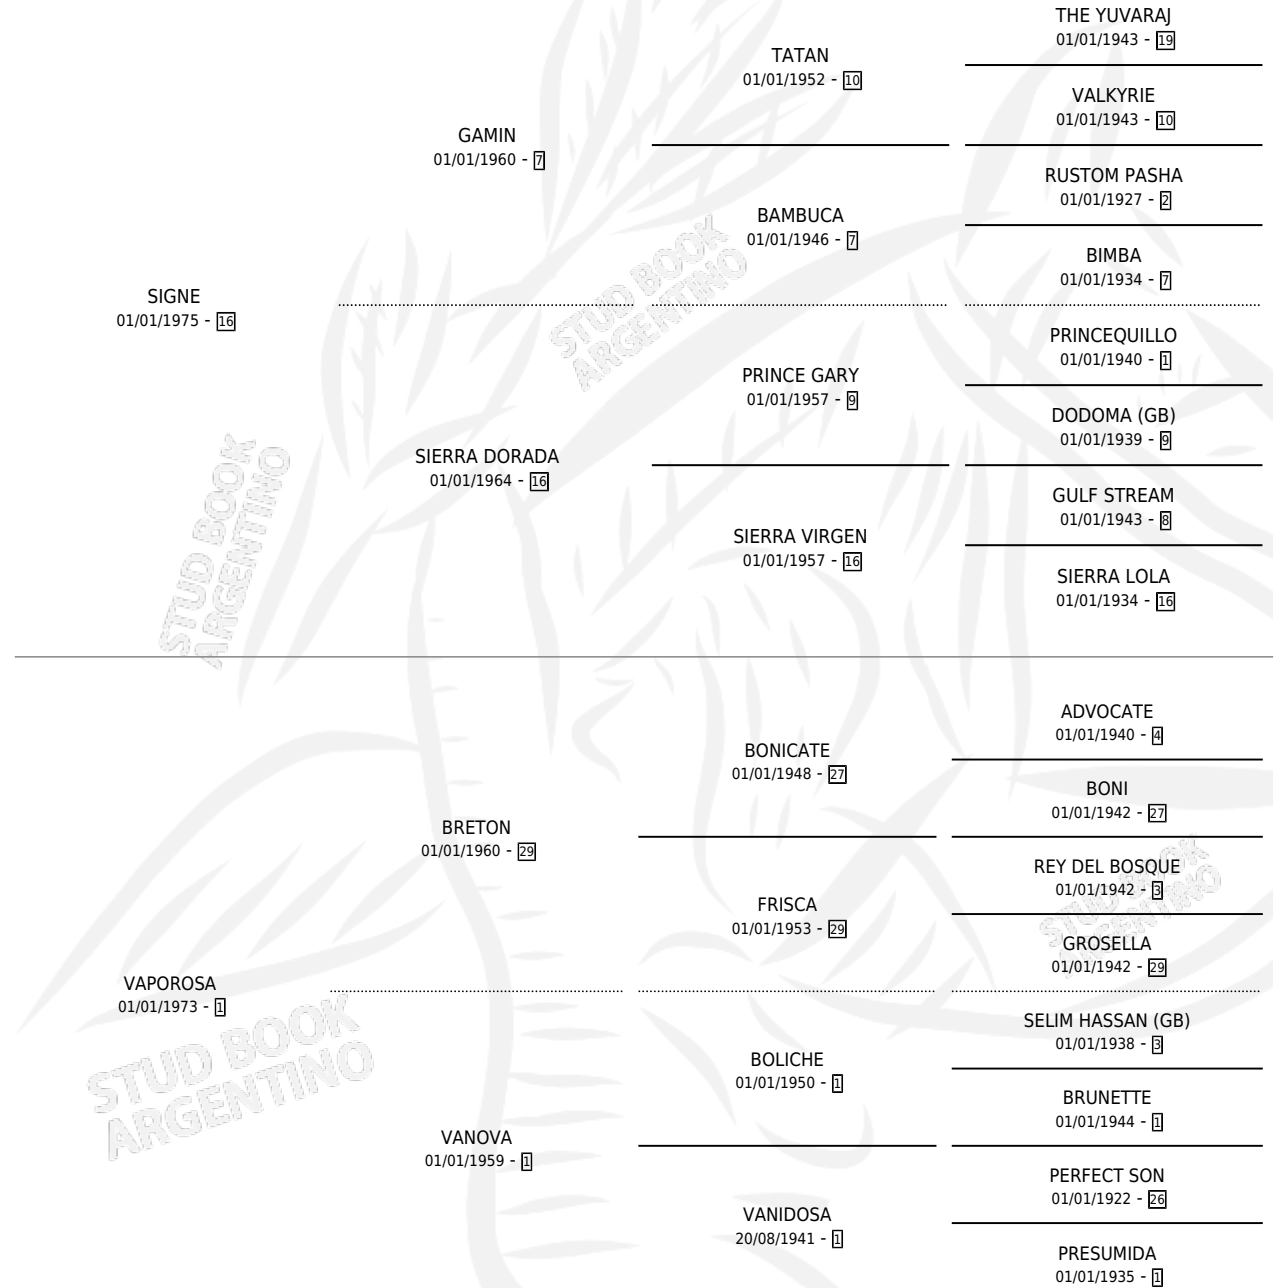 THE YUVARAJ
01/01/1943 - 19
TATAN
01/01/1952 - 10
VALKYRIE
01/01/1943 - 10
GAMIN
01/01/1960 - 7
RUSTOM PASHA
01/01/1927 - 2
BAMBUCA
01/01/1946 - 7
BIMBA
01/01/1934 - 7
SIGNE
01/01/1975 - 16
PRINCEQUILLO
01/01/1940 - 1
PRINCE GARY
01/01/1957 - 9
DODOMA (GB)
01/01/1939 - 9
SIERRA DORADA
01/01/1964 - 16
GULF STREAM
01/01/1943 - 8
SIERRA VIRGEN
01/01/1957 - 16
SIERRA LOLA
01/01/1934 - 16
STUD BOOK
ARGENTINO
STUD BOOK
ARGENTINO
ADVOCATE
01/01/1940 - 4
BONICATE
01/01/1948 - 27
BONI
01/01/1942 - 27
BRETON
01/01/1960 - 29
REY DEL BOSQUE
01/01/1942 - 3
FRISCA
01/01/1953 - 29
GROSELLA
01/01/1942 - 29
VAPOROSA
01/01/1973 - 1
SELIM HASSAN (GB)
01/01/1938 - 3
BOLICHE
01/01/1950 - 1
BRUNETTE
01/01/1944 - 1
VANOVA
01/01/1959 - 1
PERFECT SON
01/01/1922 - 26
VANIDOSA
20/08/1941 - 1
PRESUMIDA
01/01/1935 - 1
STUD BOOK
ARGENTINO
STUD BOOK
ARGENTINO